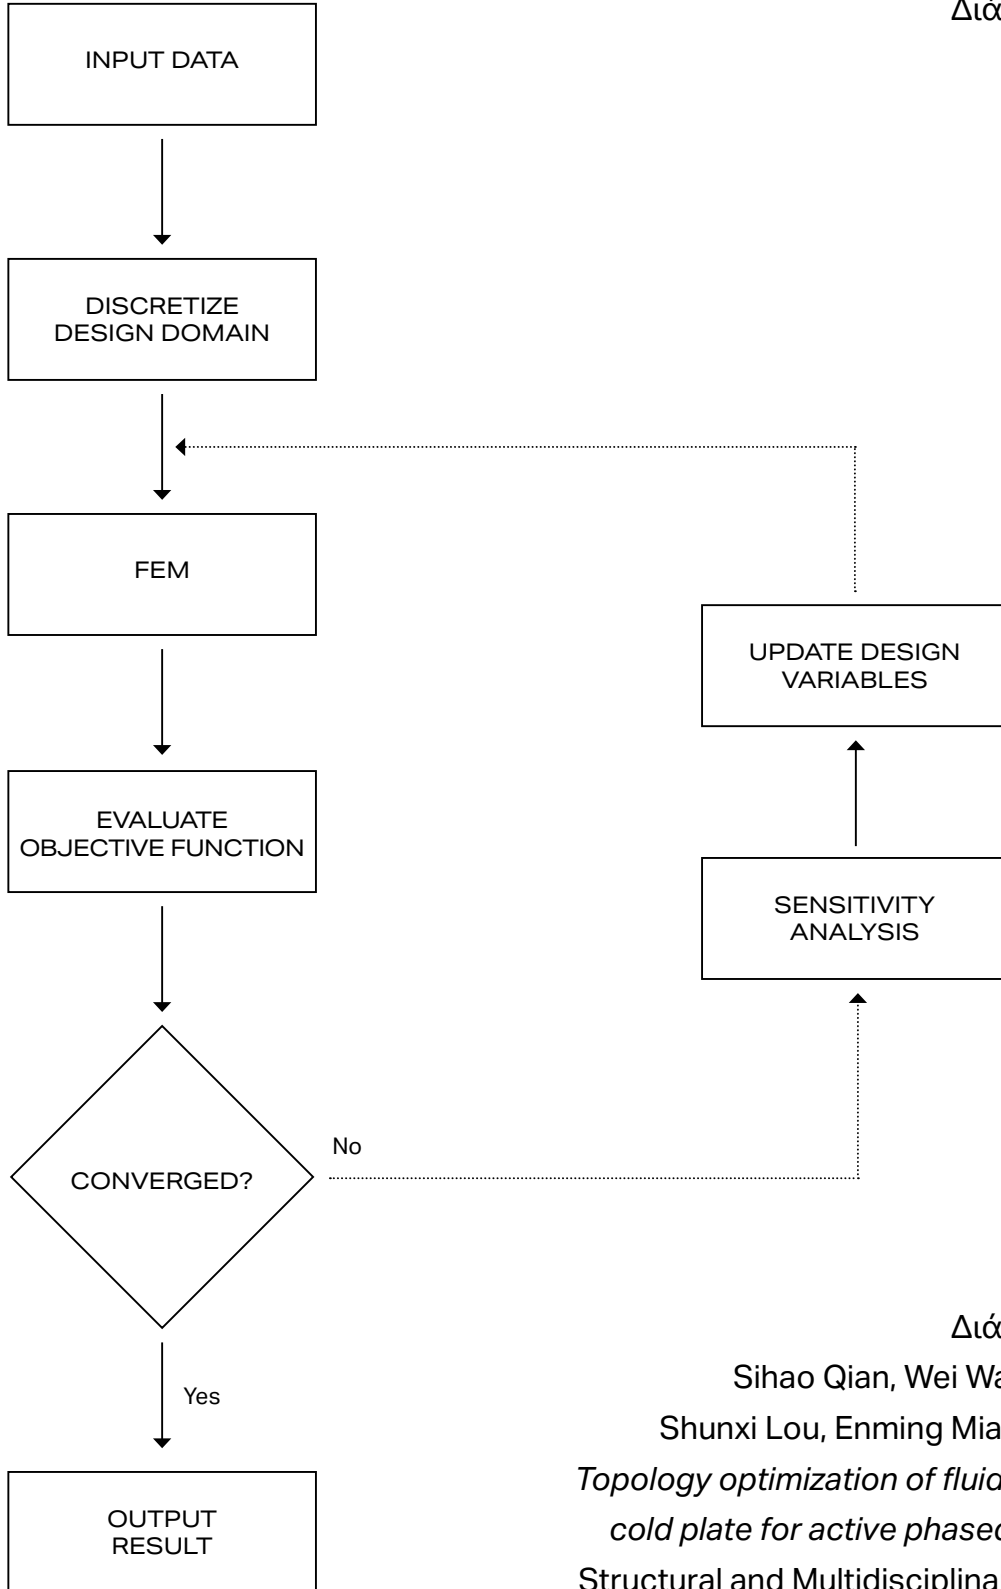 INPUT DATA
DISCRETIZE
DESIGN DOMAIN
FEM
UPDATE DESIGN
VARIABLES
EVALUATE
OBJECTIVE FUNCTION
SENSITIVITY
ANALYSIS
No
CONVERGED?
Yes
Sihao Qian, Wei
Shunxi Lou, Enming
Topology optimization of
cold plate for active
Structural and
OUTPUT
RESULT